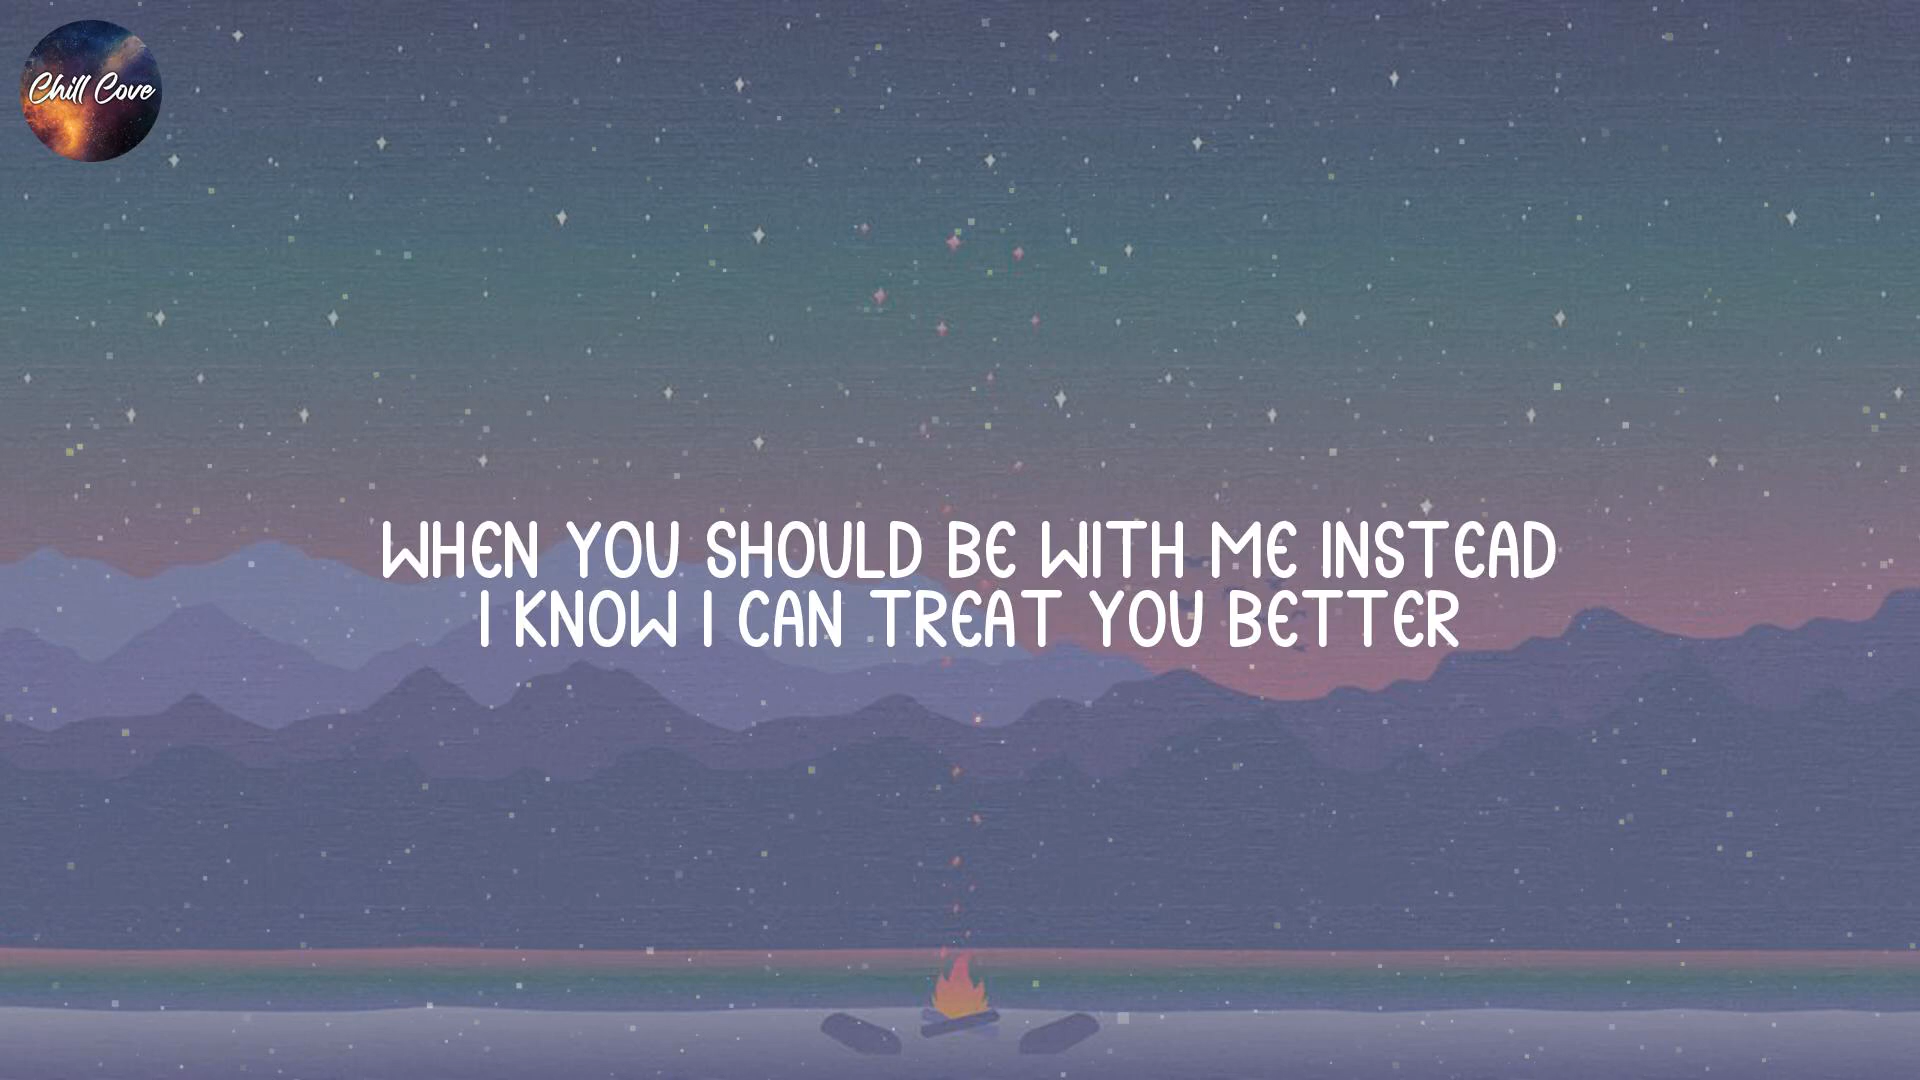 Chill Cove
WHEN YOU SHOULD BE WITH ME INSTEAD
I KNOW I CAN TREAT YOU BETTER